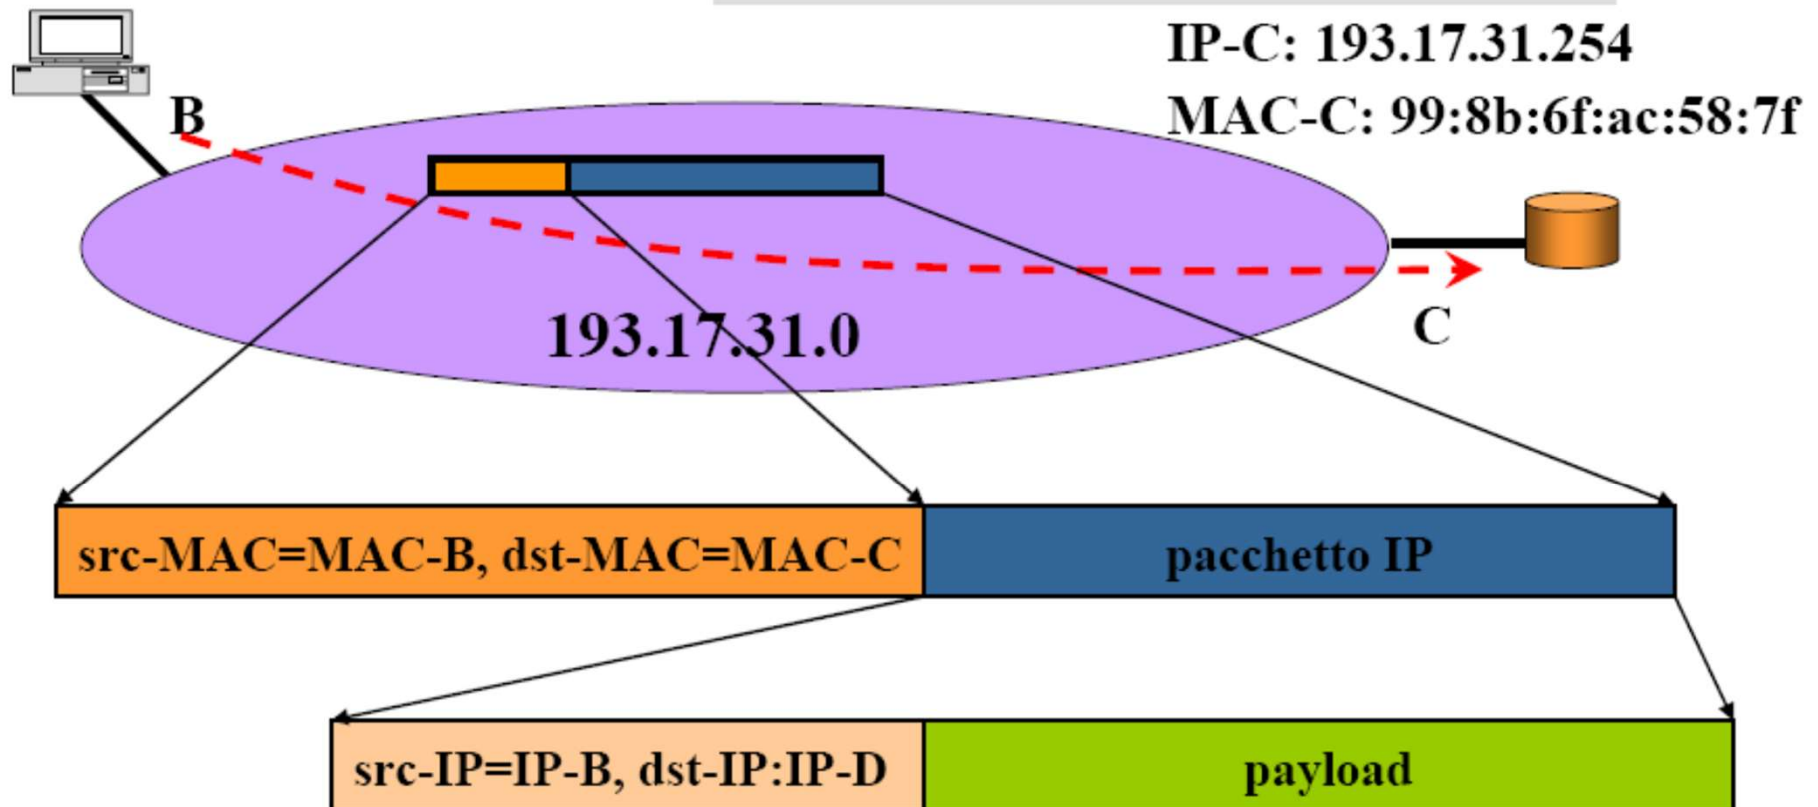 IP-C: 193.17.31.254
MAC-C: 99:8b:6f:ac:58:7f
B
193.17.31.0
C
src-MAC=MAC-B, dst-MAC=MAC-C
pacchetto IP
src-IP=IP-B, dst-IP:IP-D
payload